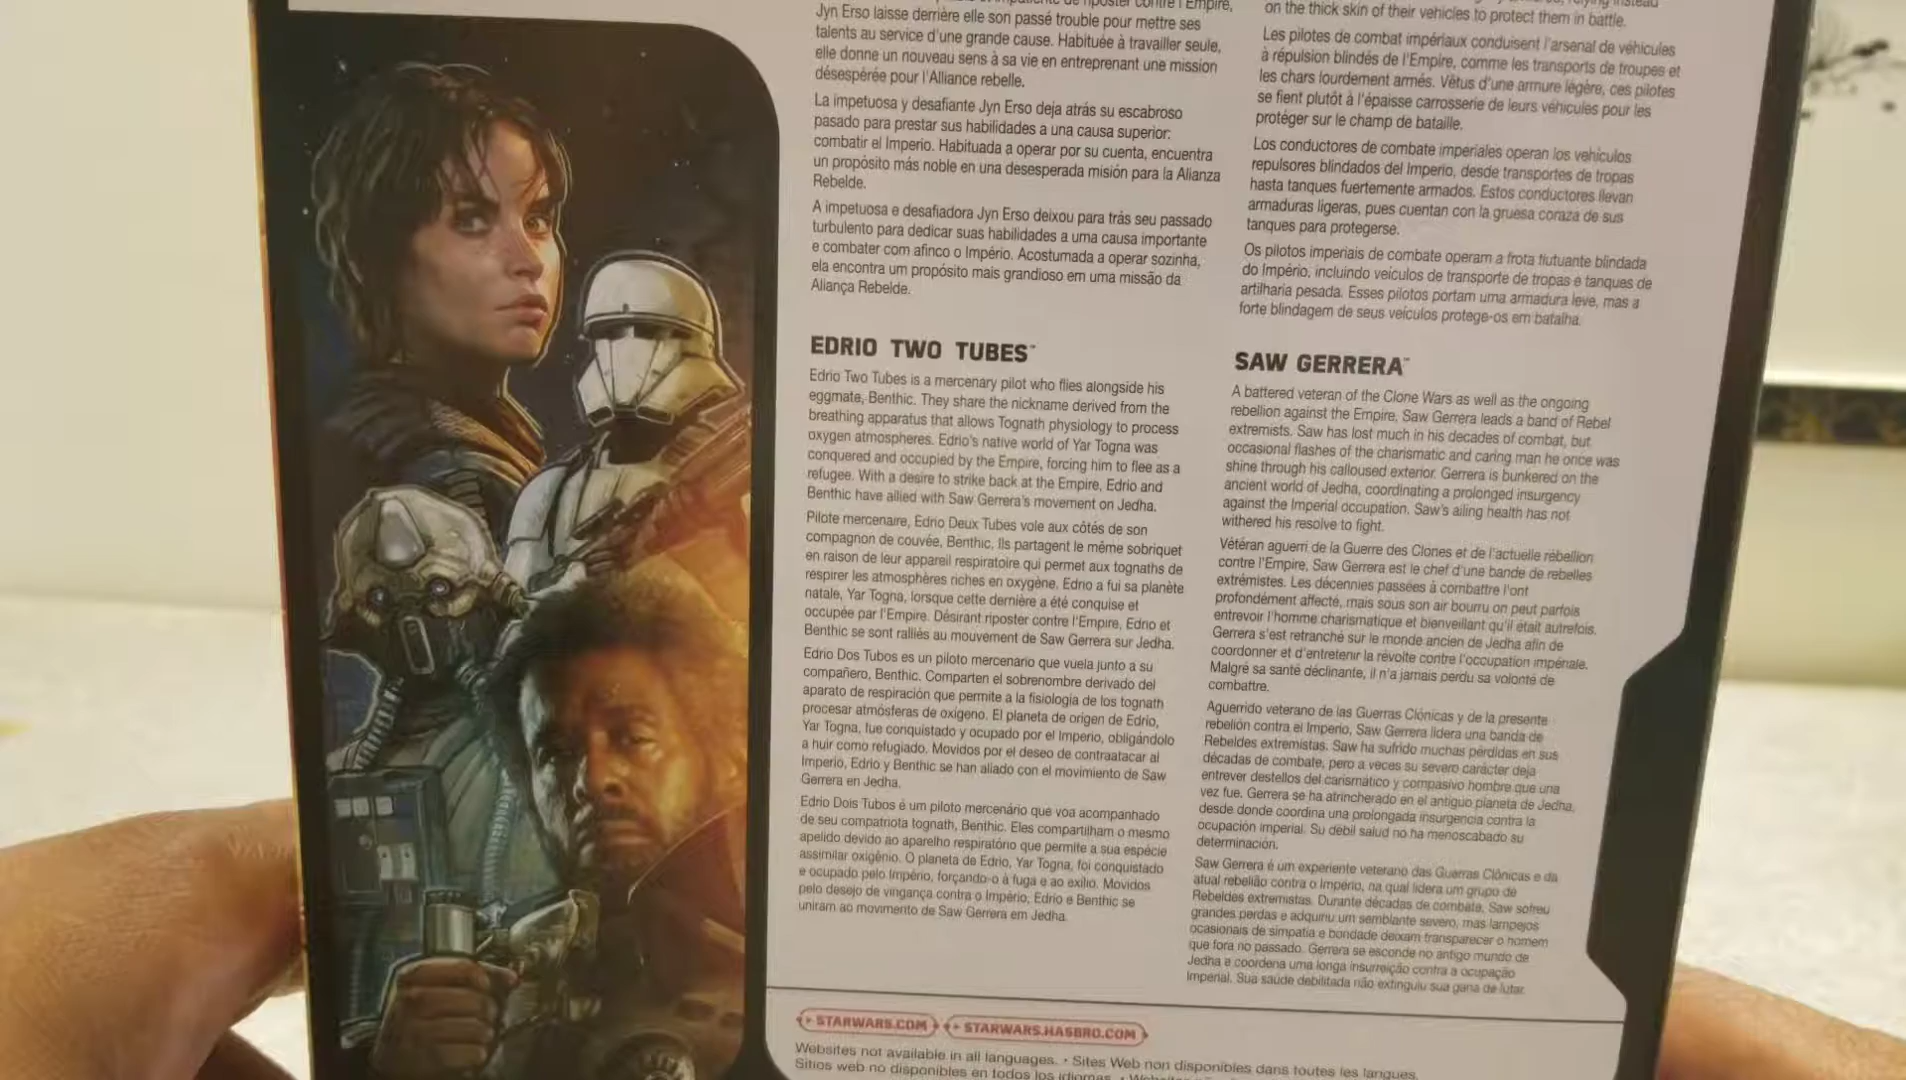 contre l'Empire,
Jyn Erso laisse derrière elle son passé trouble pour mettre ses
talents au service d'une grande cause. Habituée à travailler seule,
elle donne un nouveau sens à sa vie en entreprenant une mission
désespérée pour l'Alliance rebelle.
La impetuosa y desafiante Jyn Erso deja atrás su escabroso
pasado para prestar sus habilidades a una causa superior:
combatir el Imperio. Habituada a operar por su cuenta, encuentra
un propósito más noble en una desesperada misión para la Alianza
Rebelde.
A impetuosa e desafiadora Jyn Erso deixou para trás seu passado
turbulento para dedicar suas habilidades a uma causa importante
e combater com afinco o Império. Acostumada a operar sozinha,
ela encontra um propósito mais grandioso em uma missão da
Aliança Rebelde.
EDRIO TWO TUBES™
Edrio Two Tubes is a mercenary pilot who flies alongside his
eggmate, Benthic. They share the nickname derived from the
breathing apparatus that allows Tognath physiology to process
oxygen atmospheres. Edrio's native world of Yar Togna was
conquered and occupied by the Empire, forcing him to flee as a
refugee. With a desire to strike back at the Empire, Edrio and
Benthic have allied with Saw Gerrera's movement on Jedha.
Pilote mercenaire, Edrio Deux Tubes vole aux côtés de son
compagnon de couvée, Benthic. Ils partagent le même sobriquet
en raison de leur appareil respiratoire qui permet aux tognaths de
respirer les atmosphères riches en oxygène. Edrio a fui sa planète
natale, Yar Togna, lorsque cette dernière a été conquise et
occupée par l'Empire. Désirant riposter contre l'Empire, Edrio et
Benthic se sont ralliés au mouvement de Saw Gerrera sur Jedha.
Edrio Dos Tubos es un piloto mercenario que vuela junto a su
compañero, Benthic. Comparten el sobrenombre derivado del
aparato de respiración que permite a la fisiología de los tognath
procesar atmósferas de oxígeno. El planeta de origen de Edrio,
Yar Togna, fue conquistado y ocupado por el Imperio, obligándolo
a huir como refugiado. Movidos por el deseo de contraatacar al
Imperio, Edrio y Benthic se han aliado con el movimiento de Saw
Gerrera en Jedha.
Edrio Dois Tubos é um piloto mercenário que voa acompanhado
de seu compatriota tognath, Benthic. Eles compartilham o mesmo
apelido devido ao aparelho respiratório que permite a sua espécie
assimilar oxigênio. O planeta de Edrio, Yar Togna, foi conquistado
e ocupado pelo Império, forçando-o à fuga e ao exílio. Movidos
pelo desejo de vingança contra o Império, Edrio e Benthic se
uniram ao movimento de Saw Gerrera em Jedha.
on the thick skin of their vehicles to protect them in battle.
Les pilotes de combat impériaux conduisent l'arsenal de véhicules
à répulsion blindés de l'Empire, comme les transports de troupes et
les chars lourdement armés. Vêtus d'une armure légère, ces pilotes
se fient plutôt à l'épaisse carrosserie de leurs véhicules pour les
protéger sur le champ de bataille.
Los conductores de combate imperiales operan los vehículos
repulsores blindados del Imperio, desde transportes de tropas
hasta tanques fuertemente armados. Estos conductores llevan
armaduras ligeras, pues cuentan con la gruesa coraza de sus
tanques para protegerse.
Os pilotos imperiais de combate operam a frota flutuante blindada
do Império, incluindo veículos de transporte de tropas e tanques de
artilharia pesada. Esses pilotos portam uma armadura leve, mas a
forte blindagem de seus veículos protege-os em batalha.
SAW GERRERA™
A battered veteran of the Clone Wars as well as the ongoing
rebellion against the Empire, Saw Gerrera leads a band of Rebel
extremists. Saw has lost much in his decades of combat, but
occasional flashes of the charismatic and caring man he once was
shine through his calloused exterior. Gerrera is bunkered on the
ancient world of Jedha, coordinating a prolonged insurgency
against the Imperial occupation. Saw's ailing health has not
withered his resolve to fight.
Vétéran aguerri de la Guerre des Clones et de l'actuelle rébellion
contre l'Empire, Saw Gerrera est le chef d'une bande de rebelles
extrémistes. Les décennies passées à combattre l'ont
profondément affecté, mais sous son air bourru on peut parfois
entrevoir l'homme charismatique et bienveillant qu'il était autrefois.
Gerrera s'est retranché sur le monde ancien de Jedha afin de
coordonner et d'entretenir la révolte contre l'occupation impériale.
Malgré sa santé déclinante, il n'a jamais perdu sa volonté de
combattre.
Aguerrido veterano de las Guerras Clónicas y de la presente
rebelión contra el Imperio, Saw Gerrera lidera una banda de
Rebeldes extremistas. Saw ha sufrido muchas pérdidas en sus
décadas de combate, pero a veces su severo carácter deja
entrever destellos del carismático y compasivo hombre que una
vez fue. Gerrera se ha atrincherado en el antiguo planeta de Jedha,
desde donde coordina una prolongada insurgencia contra la
ocupación imperial. Su débil salud no ha menoscabado su
determinación.
Saw Gerrera é um experiente veterano das Guerras Clônicas e da
atual rebelião contra o Império, na qual lidera um grupo de
Rebeldes extremistas. Durante décadas de combate, Saw sofreu
grandes perdas e adquiriu um semblante severo, mas lampejos
ocasionais de simpatia e bondade deixam transparecer o homem
que fora no passado. Gerrera se esconde no antigo mundo de
Jedha e coordena uma longa insurreição contra a ocupação
Imperial. Sua saúde debilitada não extinguiu sua gana de lutar.
STARWARS.COM STARWARS.HASBRO.COM
Websites not available in all languages. • Sites Web non disponibles dans toutes les langues.
Sitios web no disponibles en todos los idiomas. •